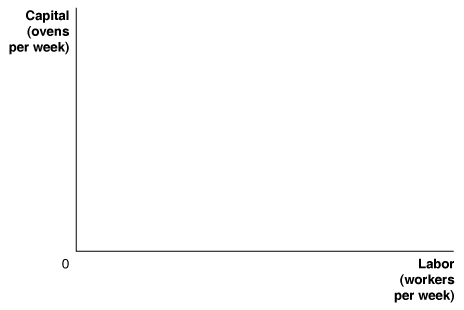 Capital
(ovens
per week)
0
Labor
(workers
per week)